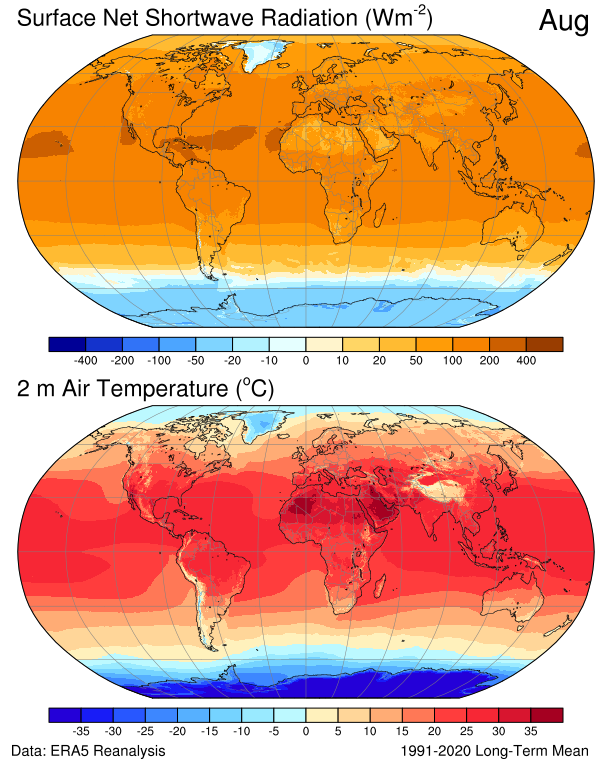 Surface Net Shortwave Radiation (Wm-2) Aug
-400 -200 -100 -50 -20 -10 0 10 20 50 100 200 400
2 m Air Temperature (oC)
-35 -30 -25 -20 -15 -10 -5 0 5 10 15 20 25 30 35
Data: ERA5 Reanalysis 1991-2020 Long-Term Mean